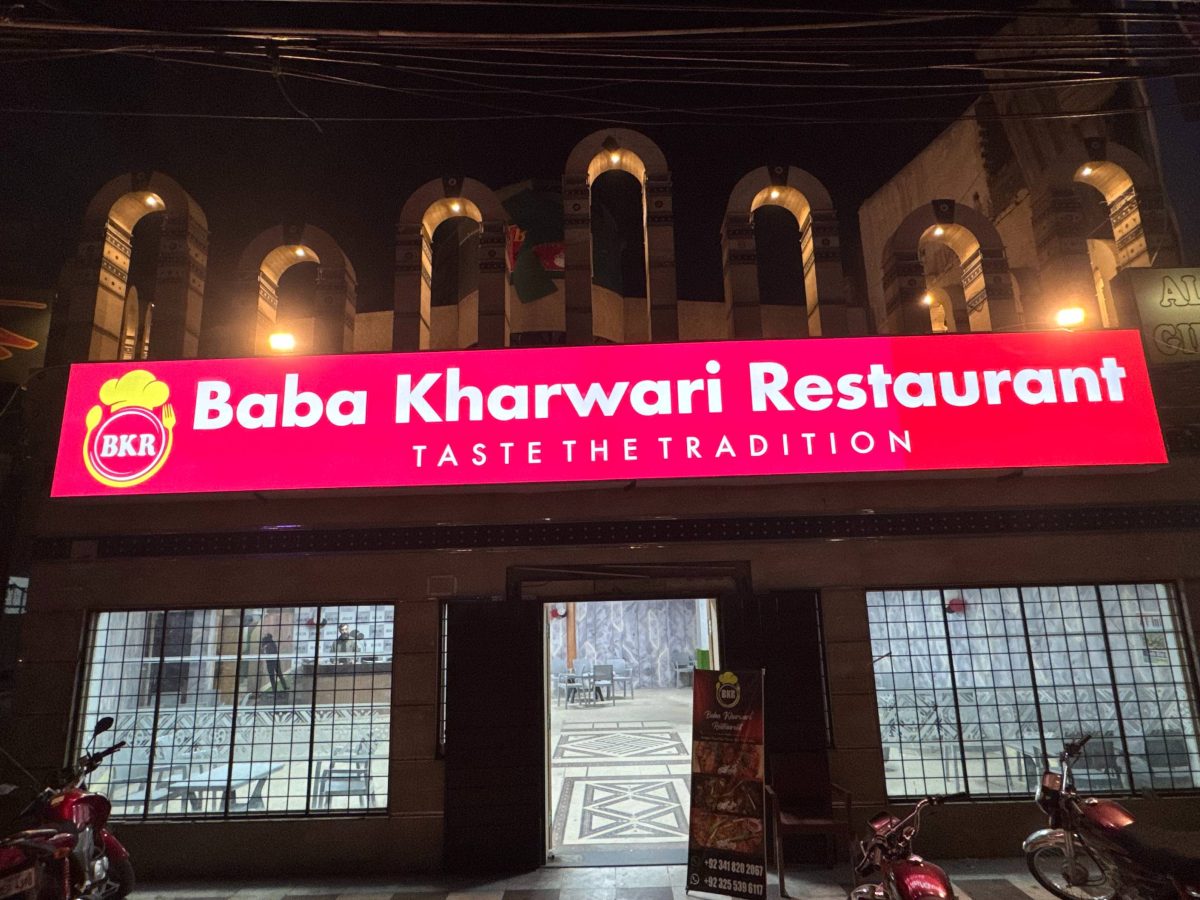 BKR
Baba Kharwari Restaurant
TASTE THE TRADITION
BKR
Baba Kharwari
Restaurant
+92 341 820 2067
+92 325 539 6117